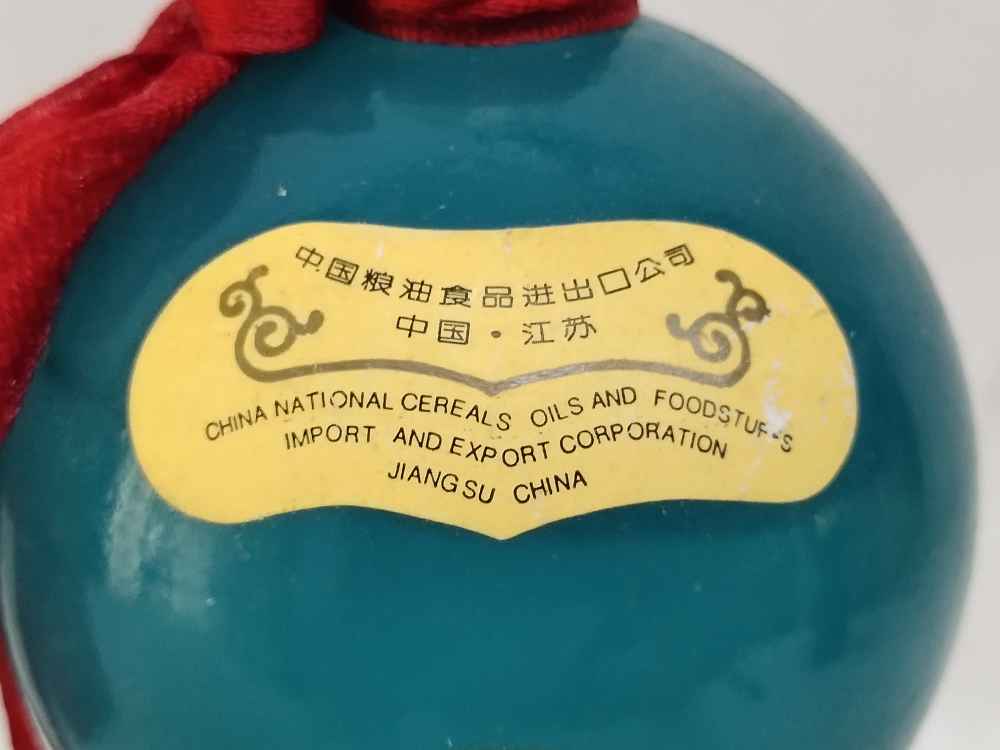 中国粮油食品进出口公司
中国·江苏
CHINA NATIONAL CEREALS OILS AND FOODSTUFFS
IMPORT AND EXPORT CORPORATION
JIANGSU CHINA